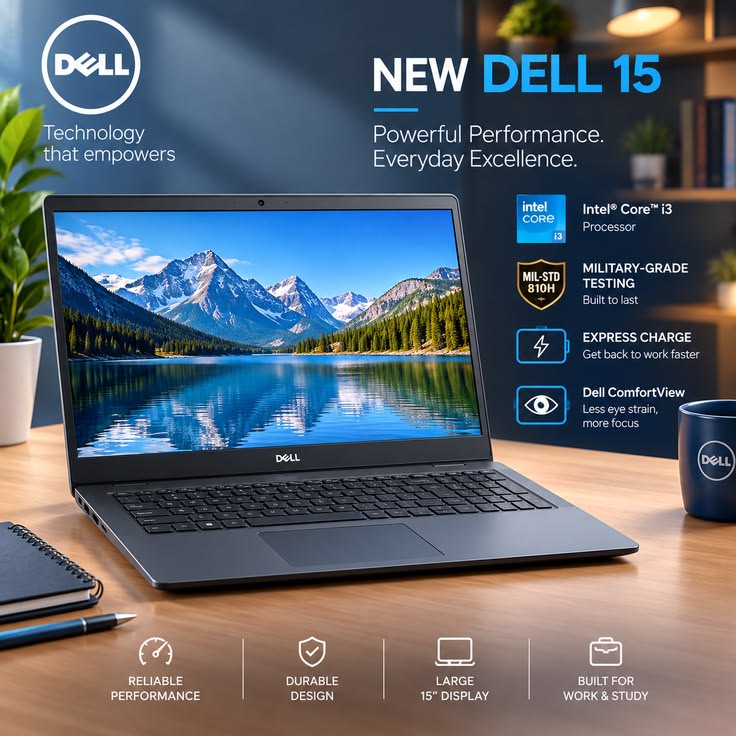 DELL
Technology
that empowers
NEW DELL 15
Powerful Performance.
Everyday Excellence.
intel
CORE
i3
Intel® Core™ i3
Processor
MIL-STD
810H
MILITARY-GRADE
TESTING
Built to last
EXPRESS CHARGE
Get back to work faster
Dell ComfortView
Less eye strain,
more focus
DELL
DELL
RELIABLE
PERFORMANCE
DURABLE
DESIGN
LARGE
15" DISPLAY
BUILT FOR
WORK & STUDY